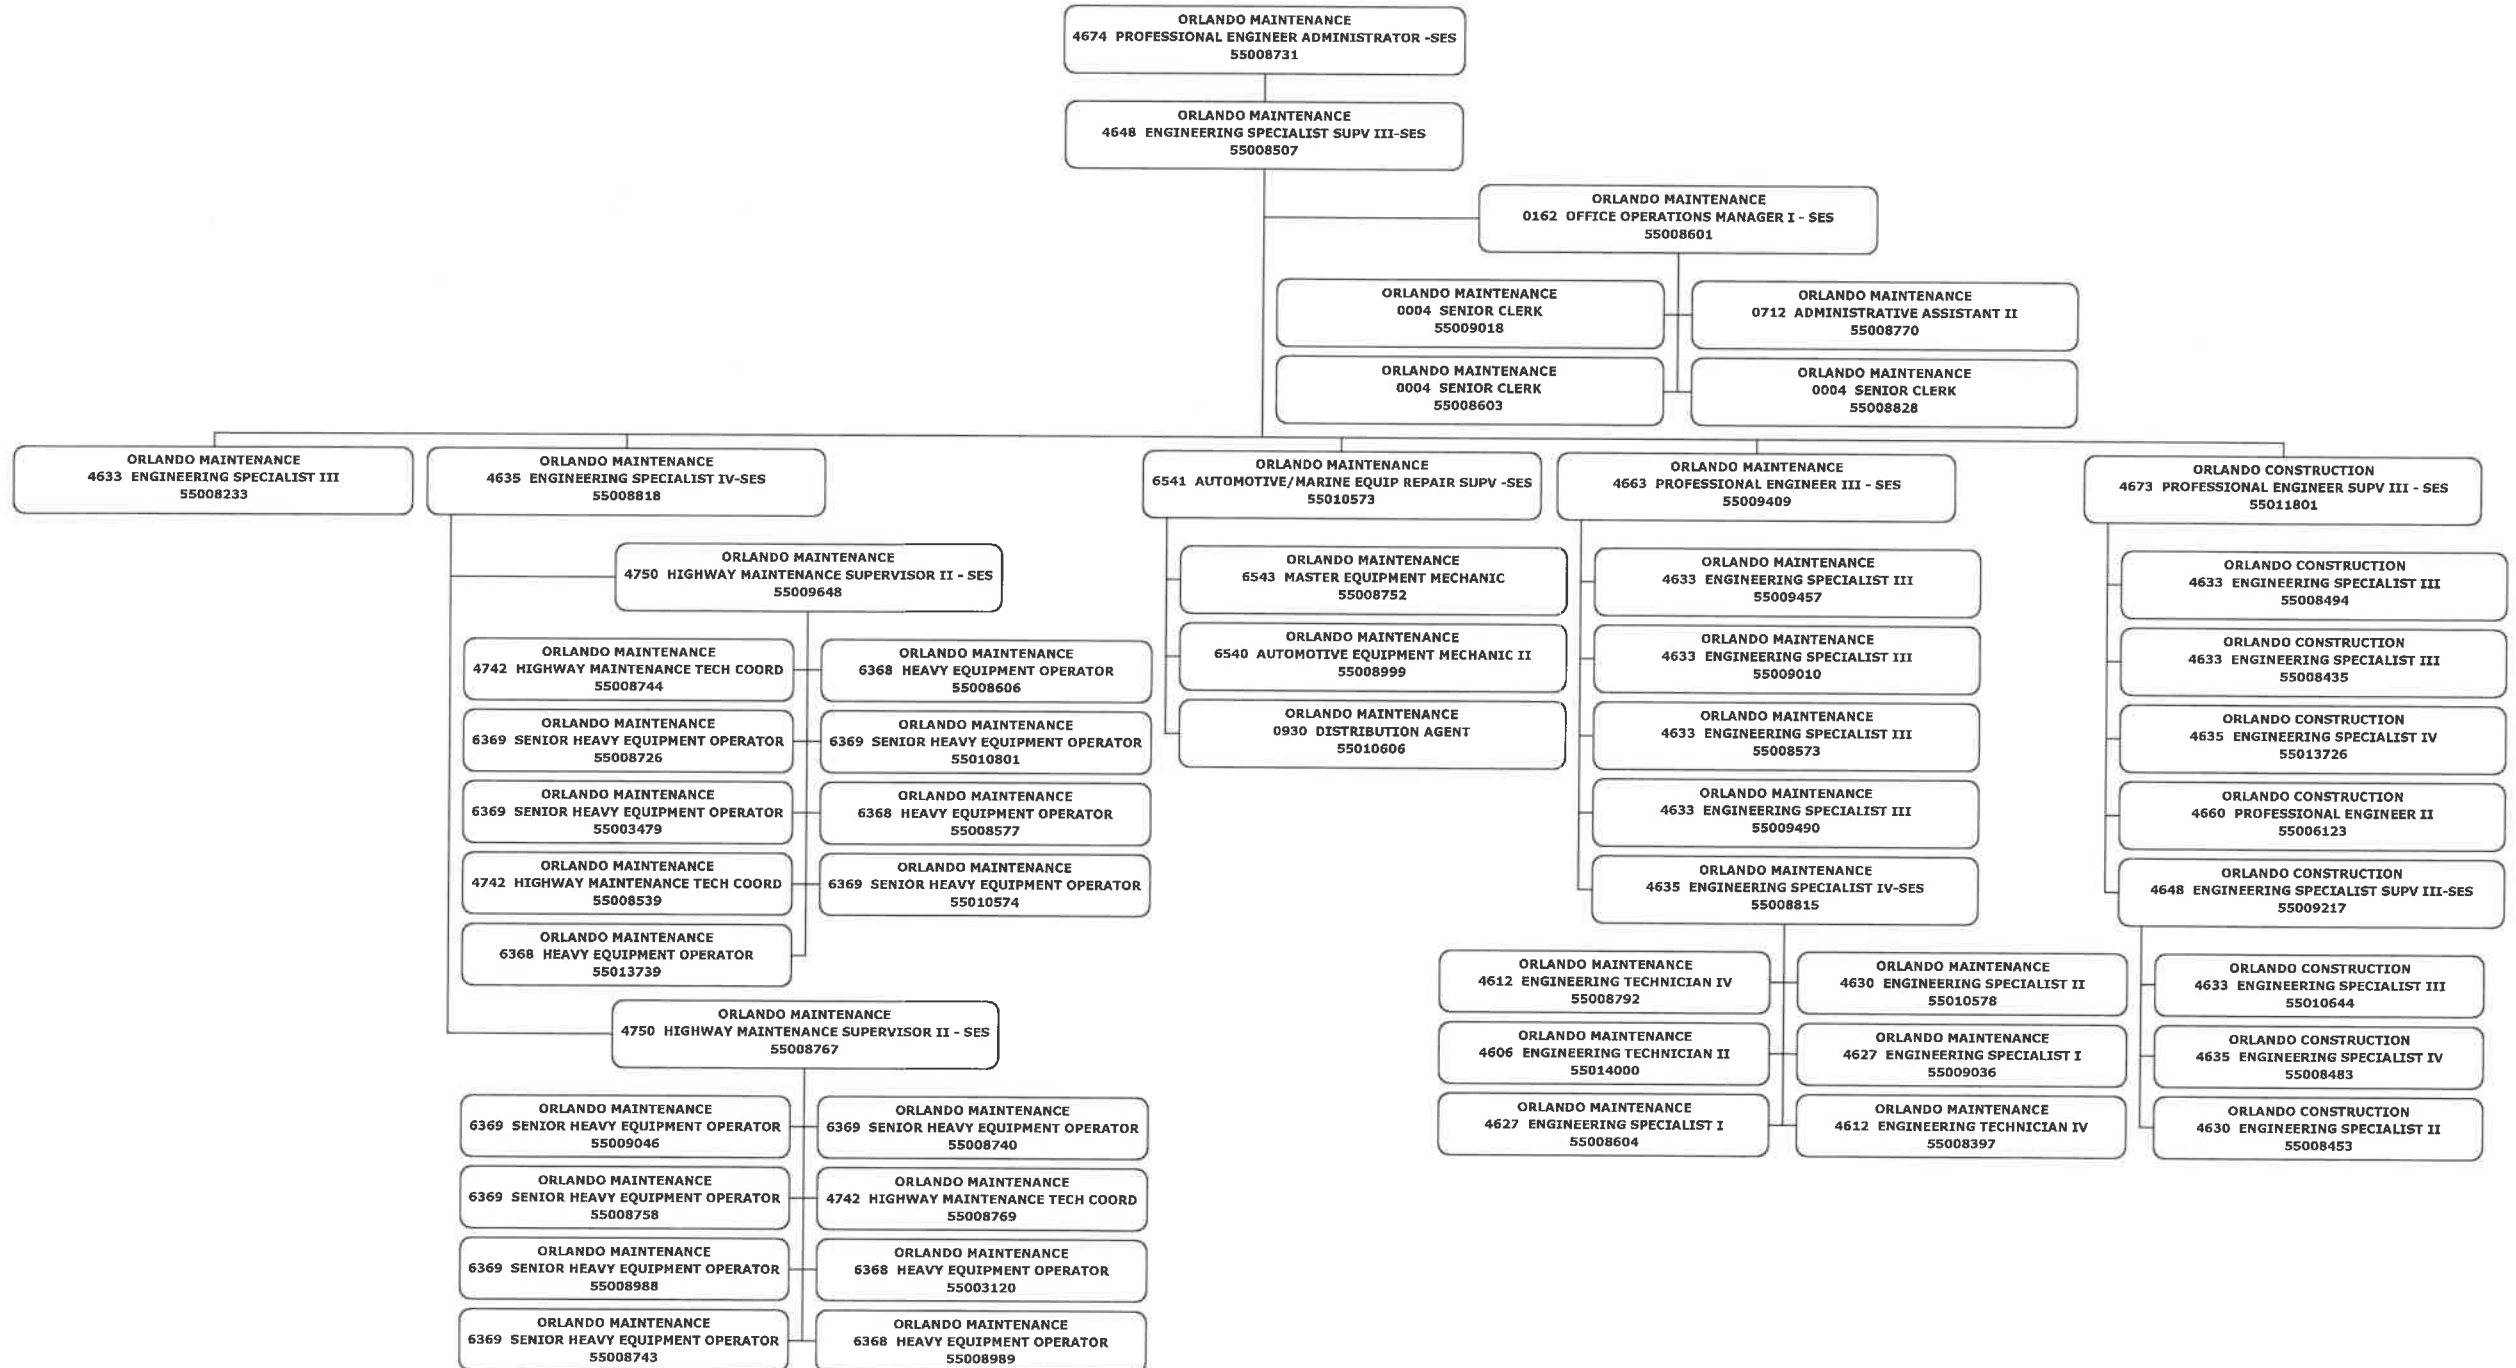 ORLANDO MAINTENANCE
4674 PROFESSIONAL ENGINEER ADMINISTRATOR -SES
55008731
ORLANDO MAINTENANCE
4648 ENGINEERING SPECIALIST SUPV III-SES
55008507
ORLANDO MAINTENANCE
0162 OFFICE OPERATIONS MANAGER I - SES
55008601
ORLANDO MAINTENANCE
0004 SENIOR CLERK
55009018
ORLANDO MAINTENANCE
0712 ADMINISTRATIVE ASSISTANT II
55008770
ORLANDO MAINTENANCE
0004 SENIOR CLERK
55008603
ORLANDO MAINTENANCE
0004 SENIOR CLERK
55008828
ORLANDO MAINTENANCE
4633 ENGINEERING SPECIALIST III
55008233
ORLANDO MAINTENANCE
4635 ENGINEERING SPECIALIST IV-SES
55008818
ORLANDO MAINTENANCE
4750 HIGHWAY MAINTENANCE SUPERVISOR II - SES
55009648
ORLANDO MAINTENANCE
4742 HIGHWAY MAINTENANCE TECH COORD
55008744
ORLANDO MAINTENANCE
6368 HEAVY EQUIPMENT OPERATOR
55008606
ORLANDO MAINTENANCE
6369 SENIOR HEAVY EQUIPMENT OPERATOR
55008726
ORLANDO MAINTENANCE
6369 SENIOR HEAVY EQUIPMENT OPERATOR
55010801
ORLANDO MAINTENANCE
6369 SENIOR HEAVY EQUIPMENT OPERATOR
55003479
ORLANDO MAINTENANCE
6368 HEAVY EQUIPMENT OPERATOR
55008577
ORLANDO MAINTENANCE
4742 HIGHWAY MAINTENANCE TECH COORD
55008539
ORLANDO MAINTENANCE
6369 SENIOR HEAVY EQUIPMENT OPERATOR
55010574
ORLANDO MAINTENANCE
6368 HEAVY EQUIPMENT OPERATOR
55013739
ORLANDO MAINTENANCE
4750 HIGHWAY MAINTENANCE SUPERVISOR II - SES
55008767
ORLANDO MAINTENANCE
6369 SENIOR HEAVY EQUIPMENT OPERATOR
55009046
ORLANDO MAINTENANCE
6369 SENIOR HEAVY EQUIPMENT OPERATOR
55008740
ORLANDO MAINTENANCE
6369 SENIOR HEAVY EQUIPMENT OPERATOR
55008758
ORLANDO MAINTENANCE
4742 HIGHWAY MAINTENANCE TECH COORD
55008769
ORLANDO MAINTENANCE
6369 SENIOR HEAVY EQUIPMENT OPERATOR
55008988
ORLANDO MAINTENANCE
6368 HEAVY EQUIPMENT OPERATOR
55003120
ORLANDO MAINTENANCE
6369 SENIOR HEAVY EQUIPMENT OPERATOR
55008743
ORLANDO MAINTENANCE
6368 HEAVY EQUIPMENT OPERATOR
55008989
ORLANDO MAINTENANCE
6541 AUTOMOTIVE/MARINE EQUIP REPAIR SUPV -SES
55010573
ORLANDO MAINTENANCE
6543 MASTER EQUIPMENT MECHANIC
55008752
ORLANDO MAINTENANCE
6540 AUTOMOTIVE EQUIPMENT MECHANIC II
55008999
ORLANDO MAINTENANCE
0930 DISTRIBUTION AGENT
55010606
ORLANDO MAINTENANCE
4663 PROFESSIONAL ENGINEER III - SES
55009409
ORLANDO MAINTENANCE
4633 ENGINEERING SPECIALIST III
55009457
ORLANDO MAINTENANCE
4633 ENGINEERING SPECIALIST III
55009010
ORLANDO MAINTENANCE
4633 ENGINEERING SPECIALIST III
55008573
ORLANDO MAINTENANCE
4633 ENGINEERING SPECIALIST III
55009490
ORLANDO MAINTENANCE
4635 ENGINEERING SPECIALIST IV-SES
55008815
ORLANDO MAINTENANCE
4612 ENGINEERING TECHNICIAN IV
55008792
ORLANDO MAINTENANCE
4630 ENGINEERING SPECIALIST II
55010578
ORLANDO MAINTENANCE
4606 ENGINEERING TECHNICIAN II
55014000
ORLANDO MAINTENANCE
4627 ENGINEERING SPECIALIST I
55009036
ORLANDO MAINTENANCE
4627 ENGINEERING SPECIALIST I
55008604
ORLANDO MAINTENANCE
4612 ENGINEERING TECHNICIAN IV
55008397
ORLANDO CONSTRUCTION
4673 PROFESSIONAL ENGINEER SUPV III - SES
55011801
ORLANDO CONSTRUCTION
4633 ENGINEERING SPECIALIST III
55008494
ORLANDO CONSTRUCTION
4633 ENGINEERING SPECIALIST III
55008435
ORLANDO CONSTRUCTION
4635 ENGINEERING SPECIALIST IV
55013726
ORLANDO CONSTRUCTION
4660 PROFESSIONAL ENGINEER II
55006123
ORLANDO CONSTRUCTION
4648 ENGINEERING SPECIALIST SUPV III-SES
55009217
ORLANDO CONSTRUCTION
4633 ENGINEERING SPECIALIST III
55010644
ORLANDO CONSTRUCTION
4635 ENGINEERING SPECIALIST IV
55008483
ORLANDO CONSTRUCTION
4630 ENGINEERING SPECIALIST II
55008453